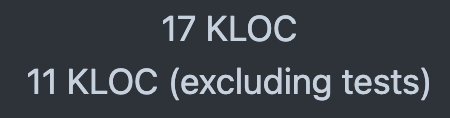 17 KLOC
11 KLOC (excluding tests)